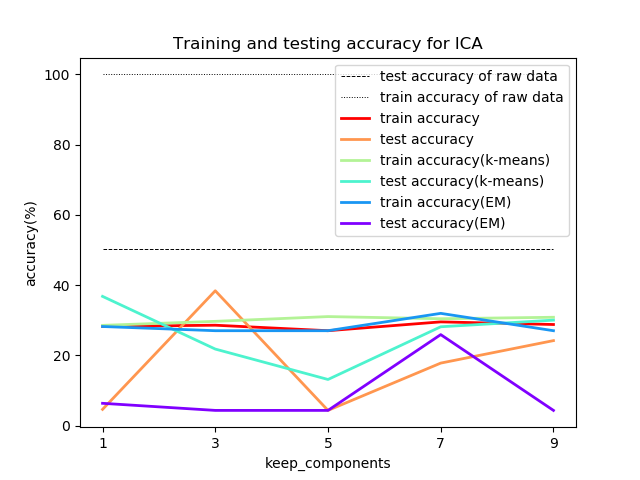 Training and testing accuracy for ICA
100
80
60
40
20
0
accuracy(%)
test accuracy of raw data
train accuracy of raw data
train accuracy
test accuracy
train accuracy(k-means)
test accuracy(k-means)
train accuracy(EM)
test accuracy(EM)
1 3 5 7 9
keep_components